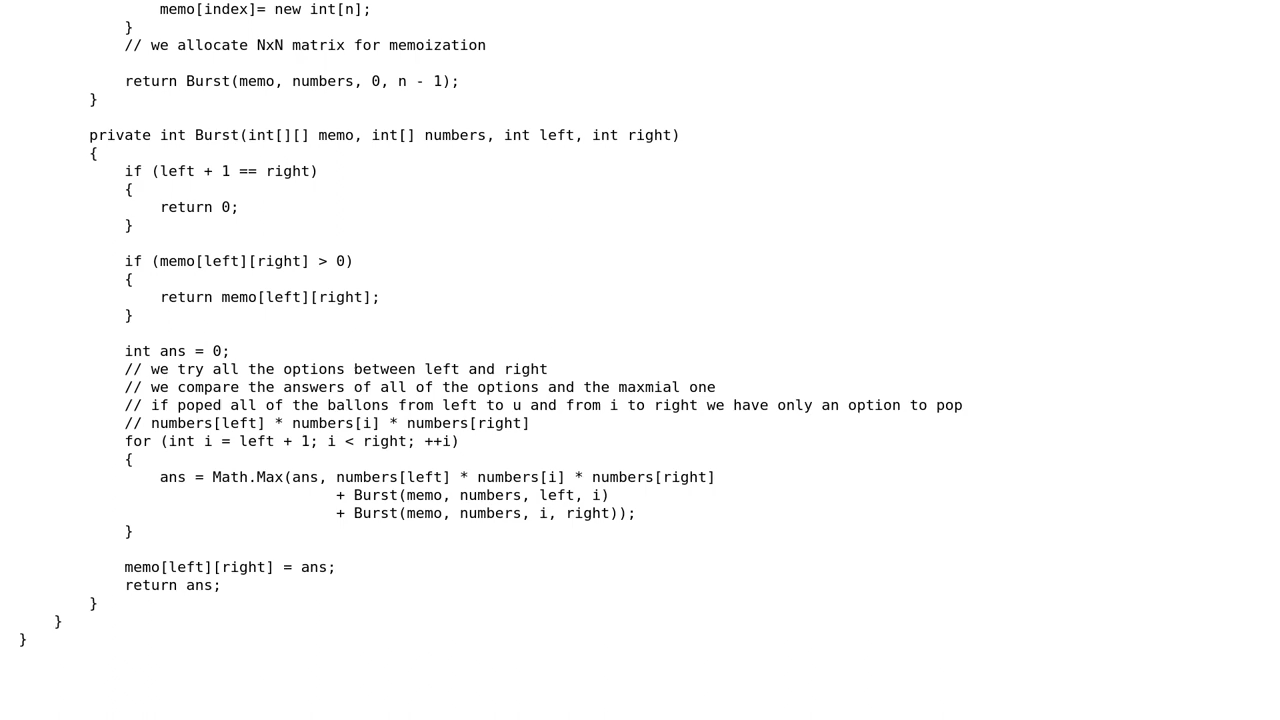 memo[index]= new int[n];
}
// we allocate NxN matrix for memoization
return Burst(memo, numbers, 0, n - 1);
}
private int Burst(int[][] memo, int[] numbers, int left, int right)
{
if (left + 1 == right)
{
return 0;
}
if (memo[left][right] > 0)
{
return memo[left][right];
}
int ans = 0;
// we try all the options between left and right
// we compare the answers of all of the options and the maxmial one
// if poped all of the ballons from left to u and from i to right we have only an option to pop
// numbers[left] * numbers[i] * numbers[right]
for (int i = left + 1; i < right; ++i)
{
ans = Math.Max(ans, numbers[left] * numbers[i] * numbers[right]
+ Burst(memo, numbers, left, i)
+ Burst(memo, numbers, i, right));
}
memo[left][right] = ans;
return ans;
}
}
}